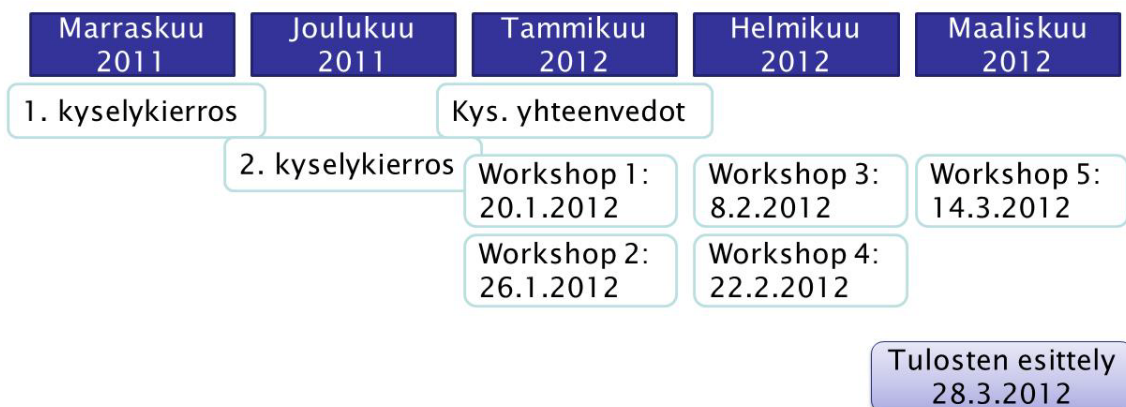 Marraskuu
2011
Joulukuu
2011
Tammikuu
2012
Helmikuu
2012
Maaliskuu
2012
1. kyselykierros
Kys. yhteenvedot
2. kyselykierros
Workshop 1:
20.1.2012
Workshop 3:
8.2.2012
Workshop 5:
14.3.2012
Workshop 2:
26.1.2012
Workshop 4:
22.2.2012
Tulosten esittely
28.3.2012